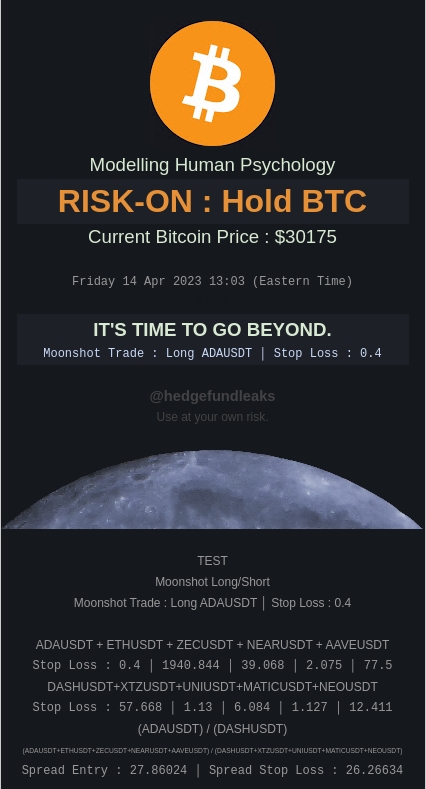 Modelling Human Psychology
RISK-ON : Hold BTC
Current Bitcoin Price : $30175
Friday 14 Apr 2023 13:03 (Eastern Time)
IT'S TIME TO GO BEYOND.
Moonshot Trade : Long ADAUSDT | Stop Loss : 0.4
@hedgefundleaks
Use at your own risk.
TEST
Moonshot Long/Short
Moonshot Trade : Long ADAUSDT | Stop Loss : 0.4
ADAUSDT + ETHUSDT + ZECUSDT + NEARUSDT + AAVEUSDT
Stop Loss : 0.4 | 1940.844 | 39.068 | 2.075 | 77.5
DASHUSDT+XTZUSDT+UNIUSDT+MATICUSDT+NEOUSDT
Stop Loss : 57.668 | 1.13 | 6.084 | 1.127 | 12.411
(ADAUSDT) / (DASHUSDT)
(ADAUSDT+ETHUSDT+ZECUSDT+NEARUSDT+AAVEUSDT) / (DASHUSDT+XTZUSDT+UNIUSDT+MATICUSDT+NEOUSDT)
Spread Entry : 27.86024 | Spread Stop Loss : 26.26634